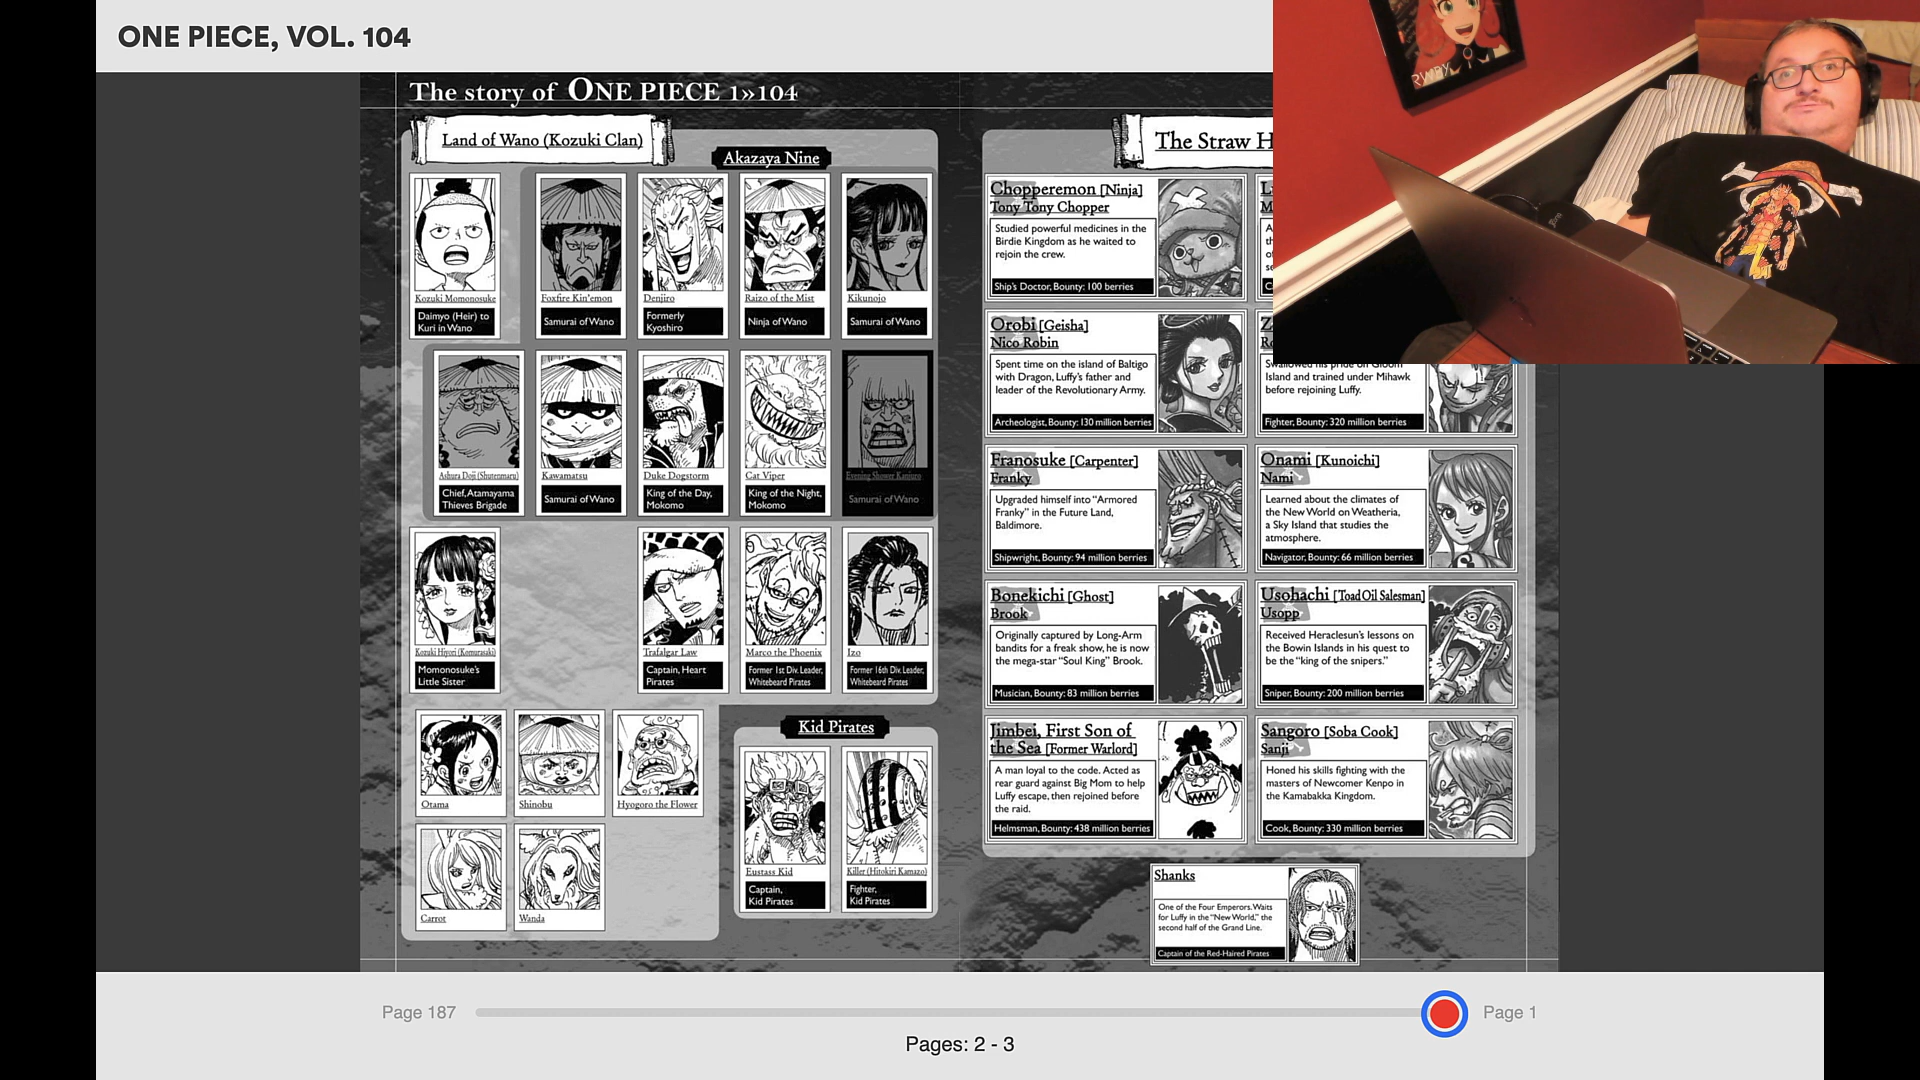 ONE PIECE, VOL. 104
The story of ONE PIECE 1»104
Land of Wano (Kozuki Clan)
Akazaya Nine
Kozuki Momonosuke
Daimyo (Heir) to
Kuri in Wano
Foxfire Kin'emon
Samurai of Wano
Denjiro
Formerly
Kyoshiro
Raizo of the Mist
Ninja of Wano
Kikunojo
Samurai of Wano
Ashura Doji (Shutenmaru)
Chief, Atamayama
Thieves Brigade
Kawamatsu
Samurai of Wano
Duke Dogstorm
King of the Day,
Mokomo
Cat Viper
King of the Night,
Mokomo
Evening Shower Kanjuro
Samurai of Wano
Kozuki Hiyori (Komurasaki)
Momonosuke's
Little Sister
Trafalgar Law
Captain, Heart
Pirates
Marco the Phoenix
Former 1st Div. Leader,
Whitebeard Pirates
Izo
Former 16th Div. Leader,
Whitebeard Pirates
Otama
Shinobu
Hyogoro the Flower
Carrot
Wanda
Kid Pirates
Eustass Kid
Captain,
Kid Pirates
Killer (Hitokiri Kamazo)
Fighter,
Kid Pirates
The Straw H
Chopperemon [Ninja]
Tony Tony Chopper
Studied powerful medicines in the
Birdie Kingdom as he waited to
rejoin the crew.
Ship's Doctor, Bounty: 100 berries
Orobi [Geisha]
Nico Robin
Spent time on the island of Baltigo
with Dragon, Luffy's father and
leader of the Revolutionary Army.
Archeologist, Bounty: 130 million berries
Swallowed his pride on Gloom
Island and trained under Mihawk
before rejoining Luffy.
Fighter, Bounty: 320 million berries
Franosuke [Carpenter]
Franky
Upgraded himself into "Armored
Franky" in the Future Land,
Baldimore.
Shipwright, Bounty: 94 million berries
Onami [Kunoichi]
Nami
Learned about the climates of
the New World on Weatheria,
a Sky Island that studies the
atmosphere.
Navigator, Bounty: 66 million berries
Bonekichi [Ghost]
Brook
Originally captured by Long-Arm
bandits for a freak show, he is now
the mega-star "Soul King" Brook.
Musician, Bounty: 83 million berries
Usohachi [Toad Oil Salesman]
Usopp
Received Heraclesun's lessons on
the Bowin Islands in his quest to
be the "king of the snipers."
Sniper, Bounty: 200 million berries
Jimbei, First Son of
the Sea [Former Warlord]
A man loyal to the code. Acted as
rear guard against Big Mom to help
Luffy escape, then rejoined before
the raid.
Helmsman, Bounty: 438 million berries
Sangoro [Soba Cook]
Sanji
Honed his skills fighting with the
masters of Newcomer Kenpo in
the Kamabakka Kingdom.
Cook, Bounty: 330 million berries
Shanks
One of the Four Emperors. Waits
for Luffy in the "New World," the
second half of the Grand Line.
Captain of the Red-Haired Pirates
RWBY
Page 187
Page 1
Pages: 2 - 3